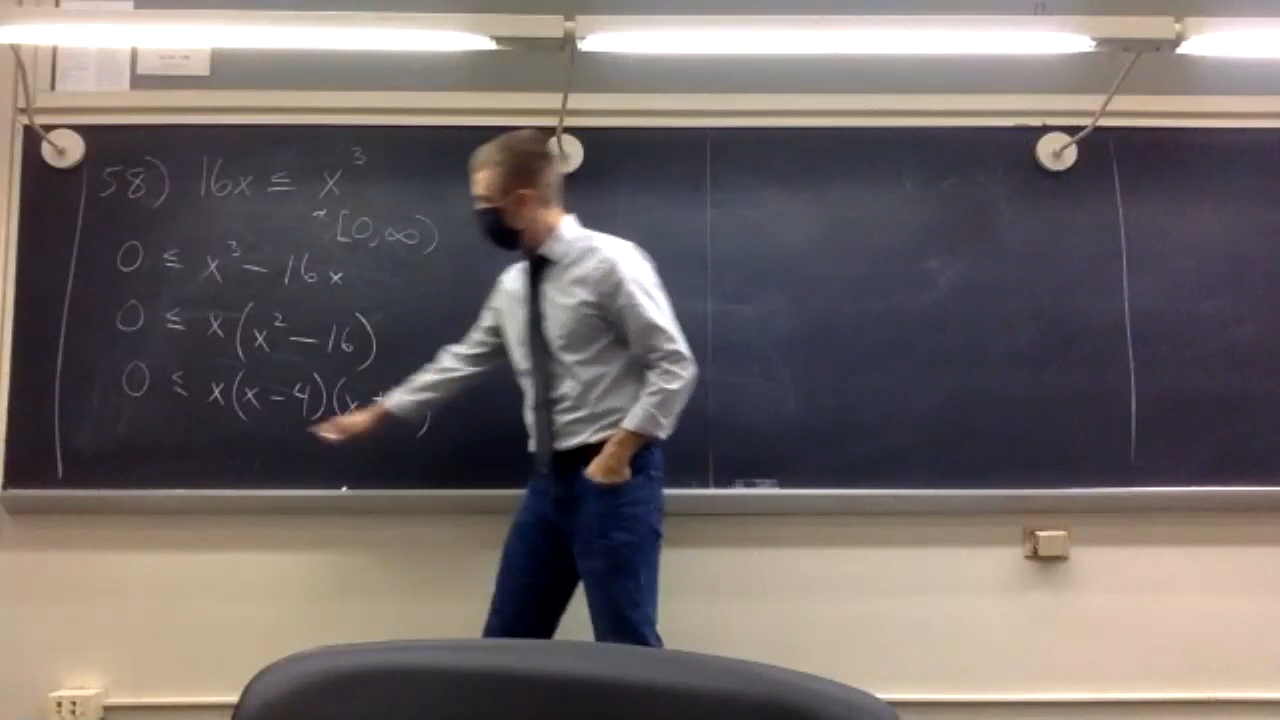 58) 16x ≤ x³
[0,∞)
0 ≤ x³ - 16x
0 ≤ x(x² - 16)
0 ≤ x(x - 4)(x